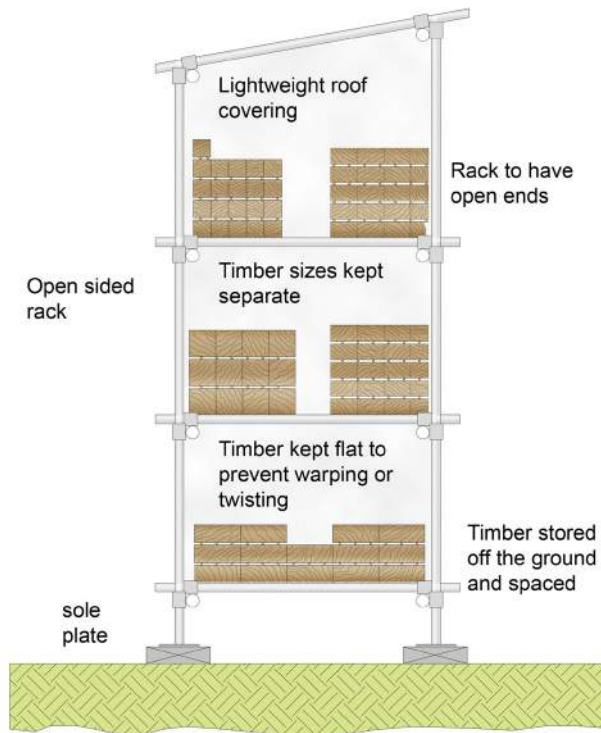 Lightweight roof
covering
Rack to have
open ends
Open sided
rack
Timber sizes kept
separate
Timber kept flat to
prevent warping or
twisting
Timber stored
off the ground
and spaced
sole
plate